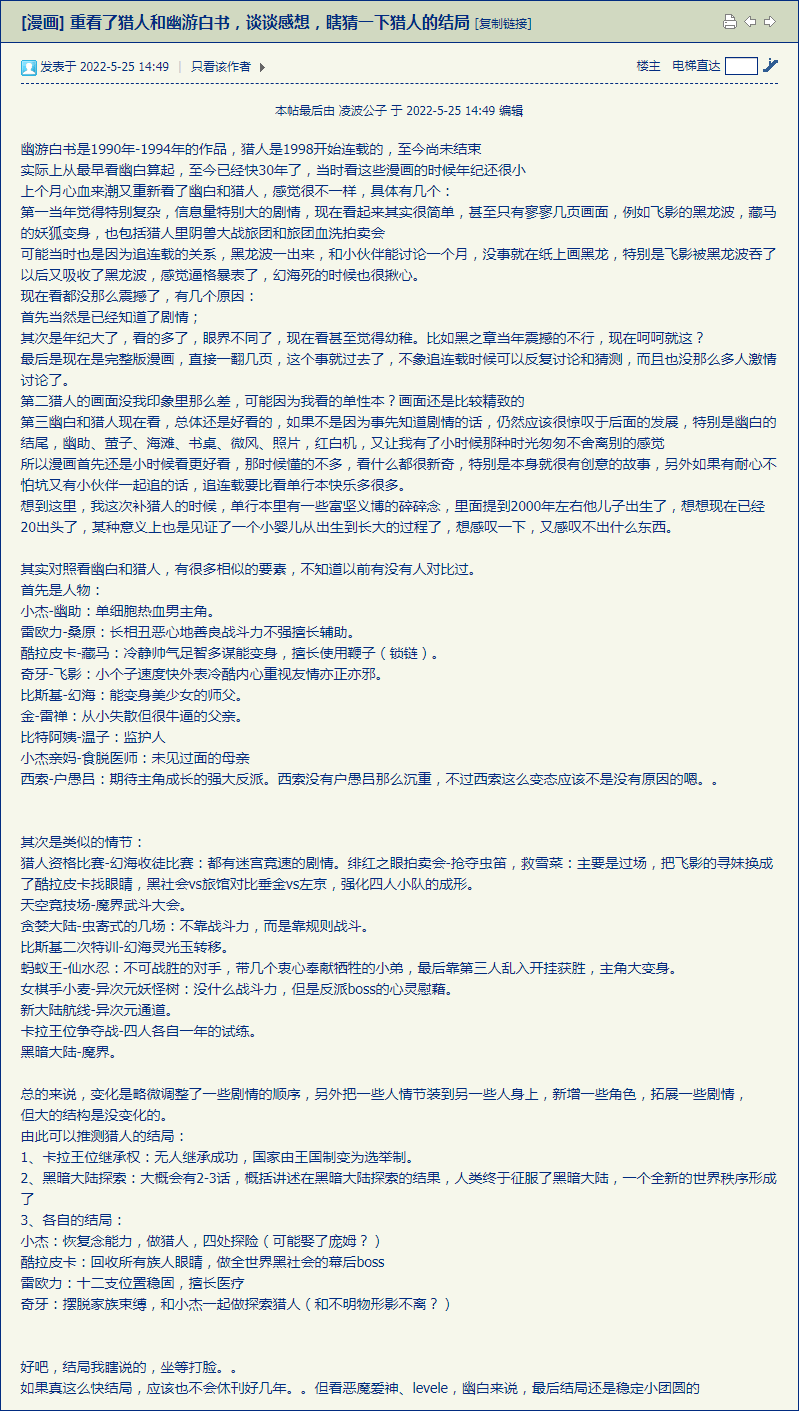 [漫画] 重看了猎人和幽游白书，谈谈感想，瞎猜一下猎人的结局 [复制链接]
发表于 2022-5-25 14:49 | 只看该作者
楼主 电梯直达
本帖最后由 凌波公子 于 2022-5-25 14:49 编辑
幽游白书是1990年-1994年的作品，猎人是1998开始连载的，至今尚未结束
实际上从最早看幽白算起，至今已经快30年了，当时看这些漫画的时候年纪还很小
上个月心血来潮又重新看了幽白和猎人，感觉很不一样，具体有几个：
第一当年觉得特别复杂，信息量特别大的剧情，现在看起来其实很简单，甚至只有寥寥几页画面，例如飞影的黑龙波，藏马
的妖狐变身，也包括猎人里阴兽大战旅团和旅团血洗拍卖会
可能当时也是因为追连载的关系，黑龙波一出来，和小伙伴能讨论一个月，没事就在纸上画黑龙，特别是飞影被黑龙波吞了
以后又吸收了黑龙波，感觉逼格暴表了，幻海死的时候也很揪心。
现在看都没那么震撼了，有几个原因：
首先当然是已经知道了剧情；
其次是年纪大了，看的多了，眼界不同了，现在看甚至觉得幼稚。比如黑之章当年震撼的不行，现在呵呵就这？
最后是现在是完整版漫画，直接一翻几页，这个事就过去了，不象追连载时候可以反复讨论和猜测，而且也没那么多人激情
讨论了。
第二猎人的画面没我印象里那么差，可能因为我看的单性本？画面还是比较精致的
第三幽白和猎人现在看，总体还是好看的，如果不是因为事先知道剧情的话，仍然应该很惊叹于后面的发展，特别是幽白的
结尾，幽助、萤子、海滩、书桌、微风、照片，红白机，又让我有了小时候那种时光匆匆不舍离别的感觉
所以漫画首先还是小时候看更好看，那时候懂的不多，看什么都很新奇，特别是本身就很有创意的故事，另外如果有耐心不
怕坑又有小伙伴一起追的话，追连载要比看单行本快乐多很多。
想到这里，我这次补猎人的时候，单行本里有一些富坚义博的碎碎念，里面提到2000年左右他儿子出生了，想想现在已经
20出头了，某种意义上也是见证了一个小婴儿从出生到长大的过程了，想感叹一下，又感叹不出什么东西。
其实对照看幽白和猎人，有很多相似的要素，不知道以前有没有人对比过。
首先是人物：
小杰-幽助：单细胞热血男主角。
雷欧力-桑原：长相丑恶心地善良战斗力不强擅长辅助。
酷拉皮卡-藏马：冷静帅气足智多谋能变身，擅长使用鞭子（锁链）。
奇牙-飞影：小个子速度快外表冷酷内心重视友情亦正亦邪。
比斯基-幻海：能变身美少女的师父。
金-雷禅：从小失散但很牛逼的父亲。
比特阿姨-温子：监护人
小杰亲妈-食脱医师：未见过面的母亲
西索-户愚吕：期待主角成长的强大反派。西索没有户愚吕那么沉重，不过西索这么变态应该不是没有原因的嗯。。
其次是类似的情节：
猎人资格比赛-幻海收徒比赛：都有迷宫竞速的剧情。绯红之眼拍卖会-抢夺虫笛，救雪菜：主要是过场，把飞影的寻妹换成
了酷拉皮卡找眼睛，黑社会vs旅馆对比垂金vs左京，强化四人小队的成形。
天空竞技场-魔界武斗大会。
贪婪大陆-虫寄式的几场：不靠战斗力，而是靠规则战斗。
比斯基二次特训-幻海灵光玉转移。
蚂蚁王-仙水忍：不可战胜的对手，带几个衷心奉献牺牲的小弟，最后靠第三人乱入开挂获胜，主角大变身。
女棋手小麦-异次元妖怪树：没什么战斗力，但是反派boss的心灵慰藉。
新大陆航线-异次元通道。
卡拉王位争夺战-四人各自一年的试练。
黑暗大陆-魔界。
总的来说，变化是略微调整了一些剧情的顺序，另外把一些人情节装到另一些人身上，新增一些角色，拓展一些剧情，
但大的结构是没变化的。
由此可以推测猎人的结局：
1、卡拉王位继承权：无人继承成功，国家由王国制变为选举制。
2、黑暗大陆探索：大概会有2-3话，概括讲述在黑暗大陆探索的结果，人类终于征服了黑暗大陆，一个全新的世界秩序形成
了
3、各自的结局：
小杰：恢复念能力，做猎人，四处探险（可能娶了庞姆？）
酷拉皮卡：回收所有族人眼睛，做全世界黑社会的幕后boss
雷欧力：十二支位置稳固，擅长医疗
奇牙：摆脱家族束缚，和小杰一起做探索猎人（和不明物形影不离？）
好吧，结局我瞎说的，坐等打脸。。
如果真这么快结局，应该也不会休刊好几年。。但看恶魔爱神、levele，幽白来说，最后结局还是稳定小团圆的